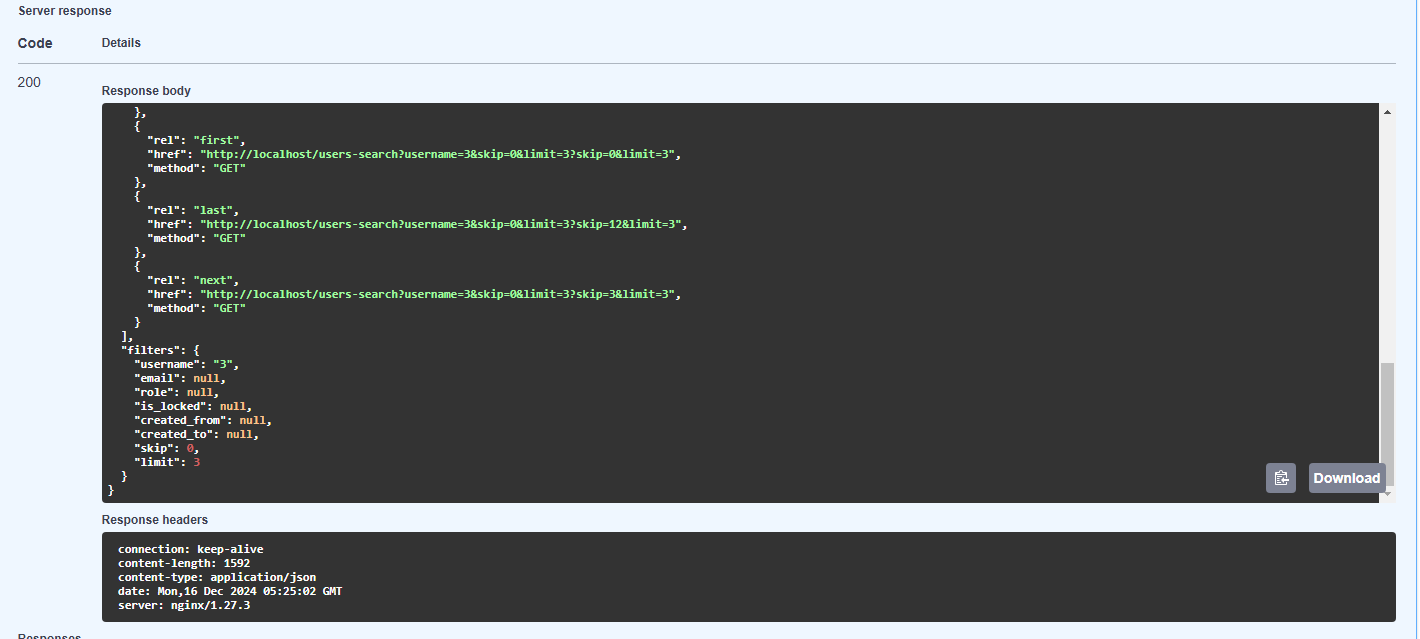 Server response
Code Details
200
Response body
},
{
"rel": "first",
"href": "http://localhost/users-search?username=3&skip=0&limit=3?skip=0&limit=3",
"method": "GET"
},
{
"rel": "last",
"href": "http://localhost/users-search?username=3&skip=0&limit=3?skip=12&limit=3",
"method": "GET"
},
{
"rel": "next",
"href": "http://localhost/users-search?username=3&skip=0&limit=3?skip=3&limit=3",
"method": "GET"
}
],
"filters": {
"username": "3",
"email": null,
"role": null,
"is_locked": null,
"created_from": null,
"created_to": null,
"skip": 0,
"limit": 3
}
}
Download
Response headers
connection: keep-alive
content-length: 1592
content-type: application/json
date: Mon,16 Dec 2024 05:25:02 GMT
server: nginx/1.27.3
Responses